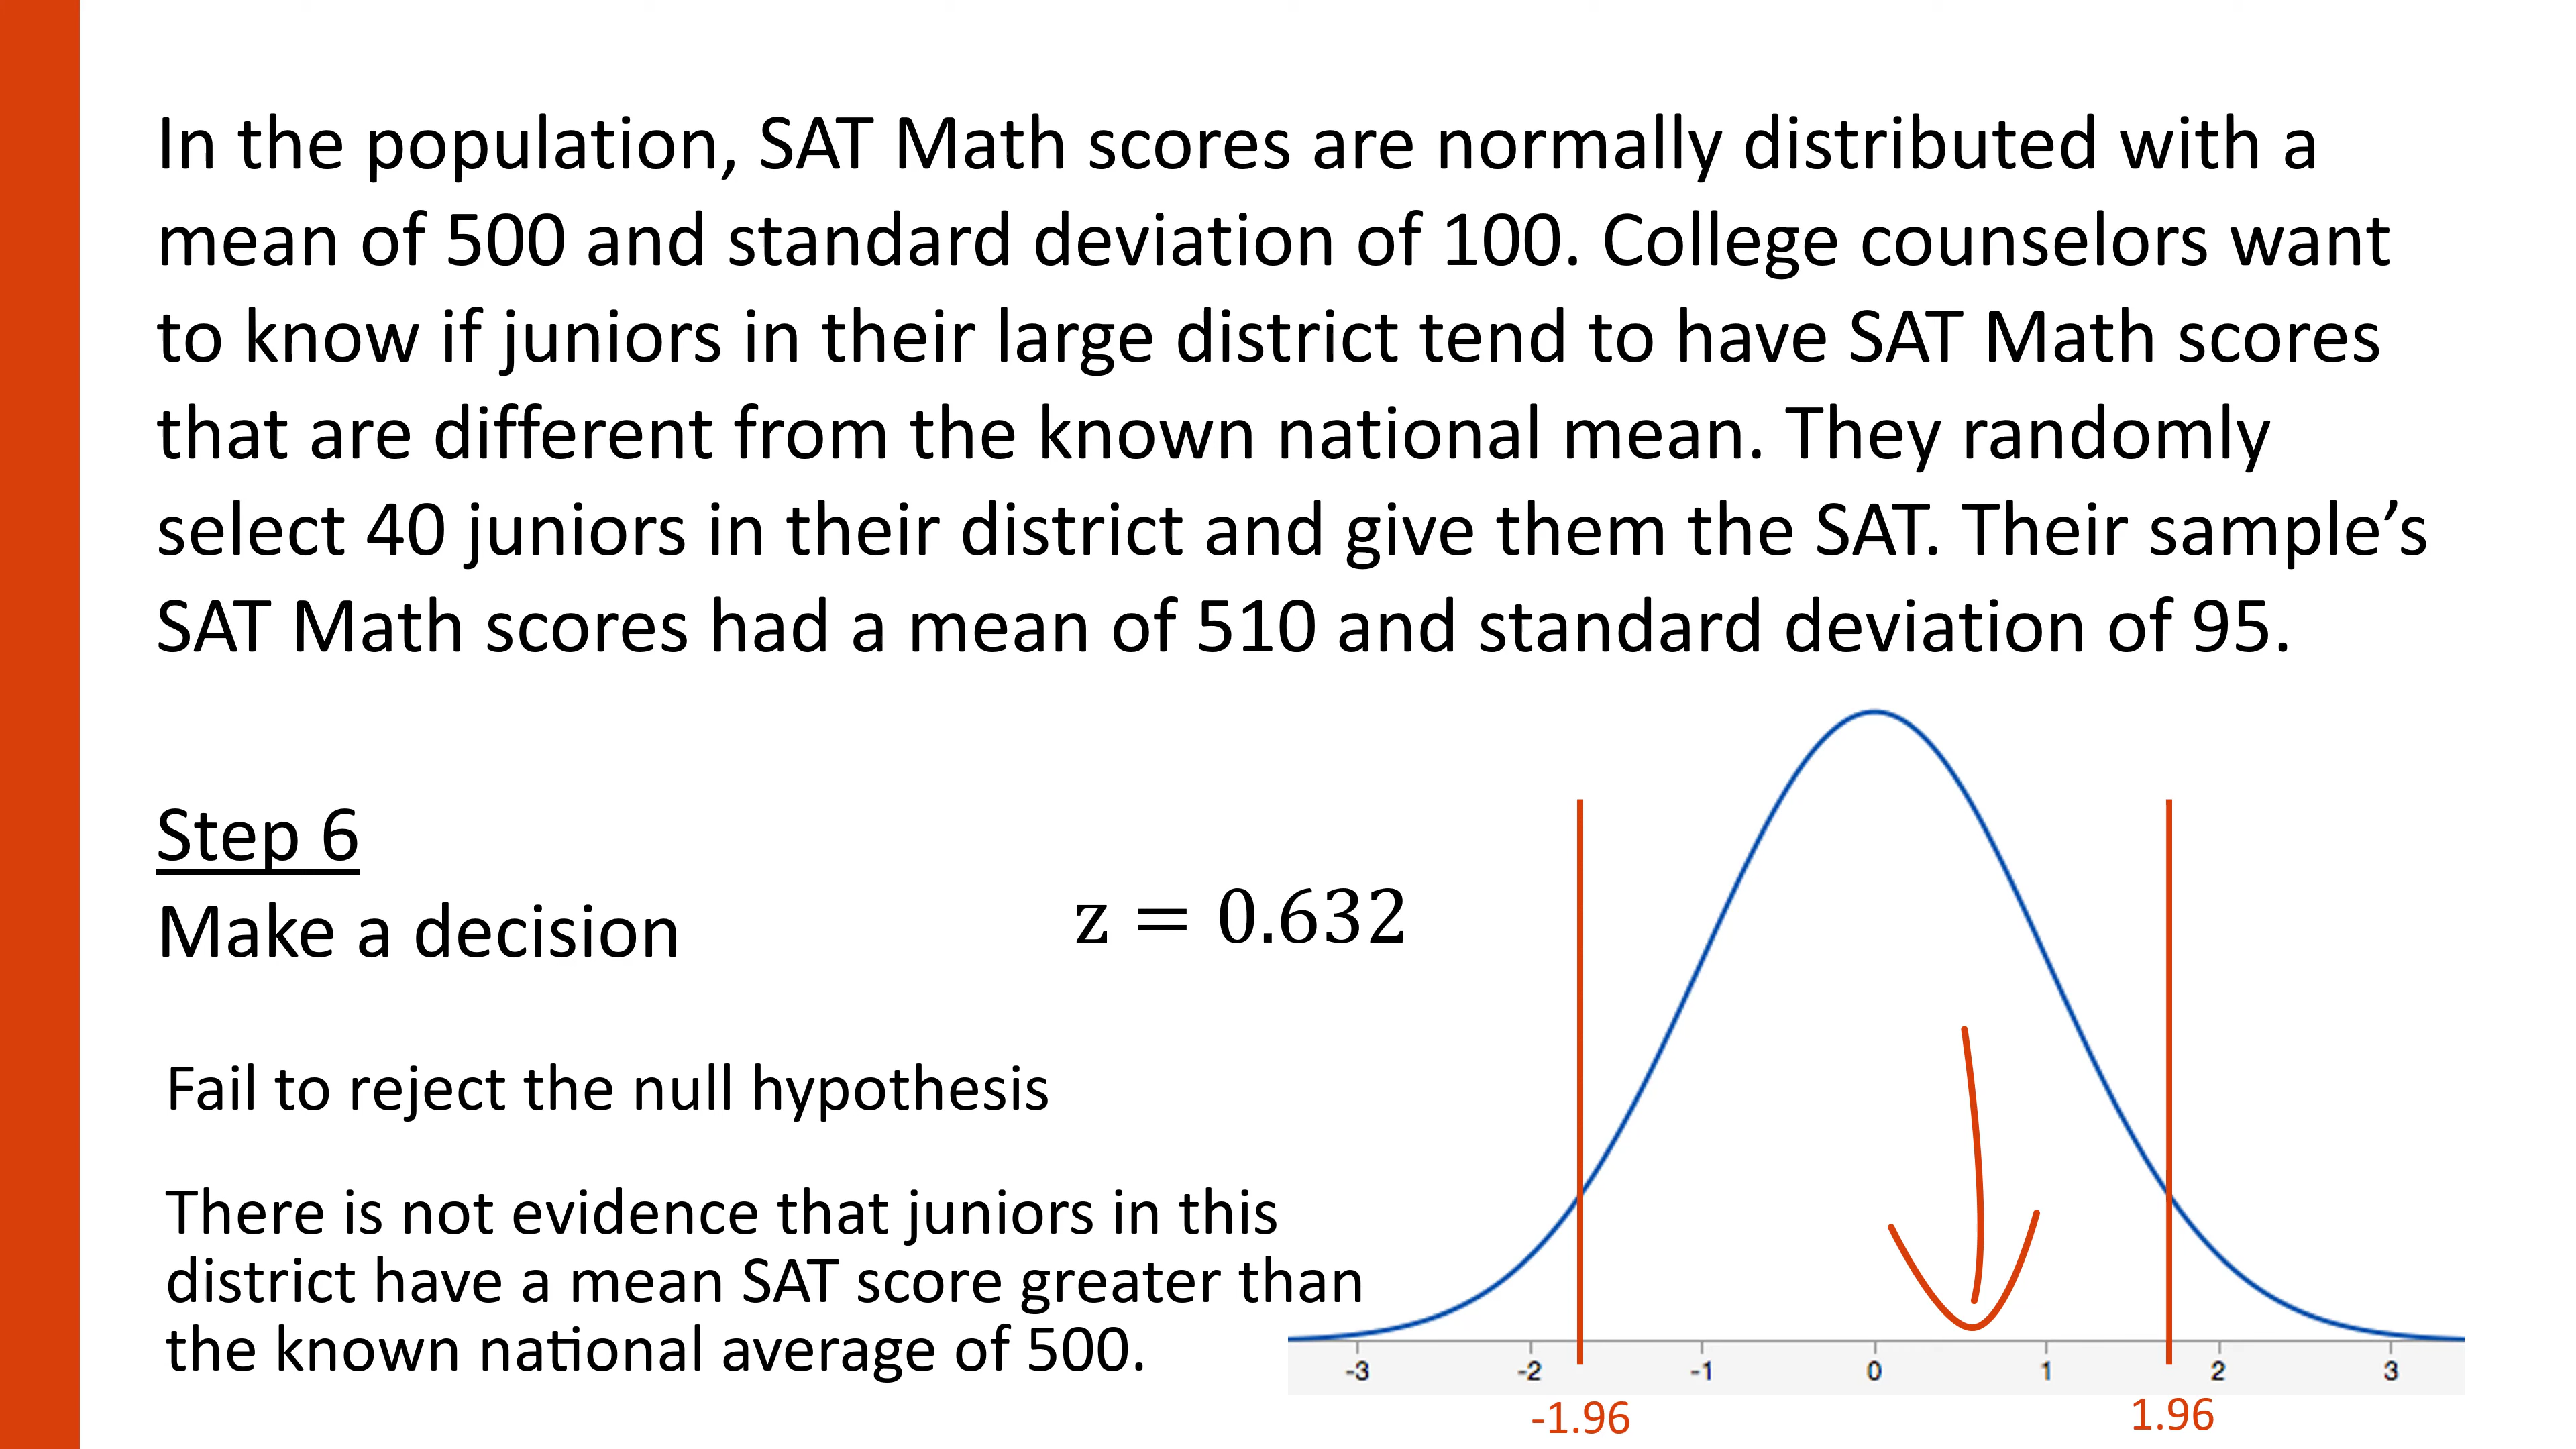 In the population, SAT Math scores are normally distributed with a
mean of 500 and standard deviation of 100. College counselors want
to know if juniors in their large district tend to have SAT Math scores
that are different from the known national mean. They randomly
select 40 juniors in their district and give them the SAT. Their sample’s
SAT Math scores had a mean of 510 and standard deviation of 95.
Step 6
Make a decision
z = 0.632
Fail to reject the null hypothesis
There is not evidence that juniors in this
district have a mean SAT score greater than
the known national average of 500.
-3 -2 -1 0 1 2 3
-1.96 1.96